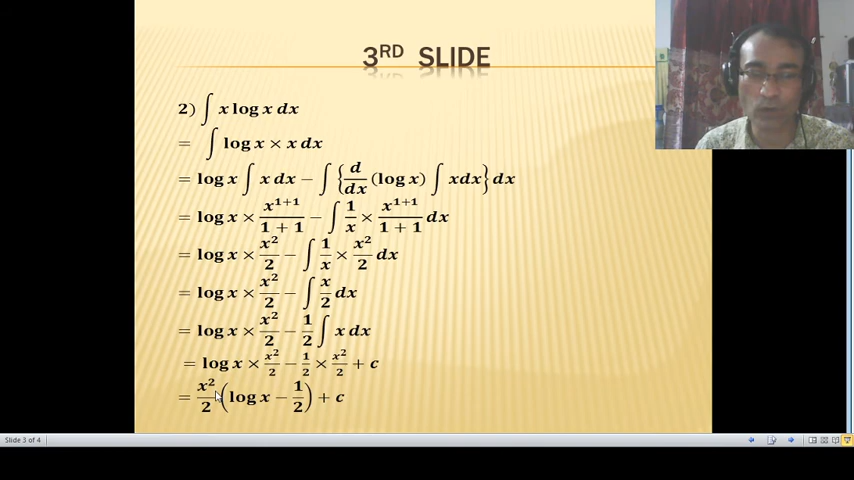 3RD SLIDE
2) ∫ x log x dx
= ∫ log x × x dx
= log x ∫ x dx − ∫ {d/dx (log x) ∫ xdx} dx
= log x × x^(1+1)/(1 + 1) − ∫ 1/x × x^(1+1)/(1 + 1) dx
= log x × x²/2 − ∫ 1/x × x²/2 dx
= log x × x²/2 − ∫ x/2 dx
= log x × x²/2 − 1/2 ∫ x dx
= log x × x²/2 − 1/2 × x²/2 + c
= x²/2 (log x − 1/2) + c
Slide 3 of 4